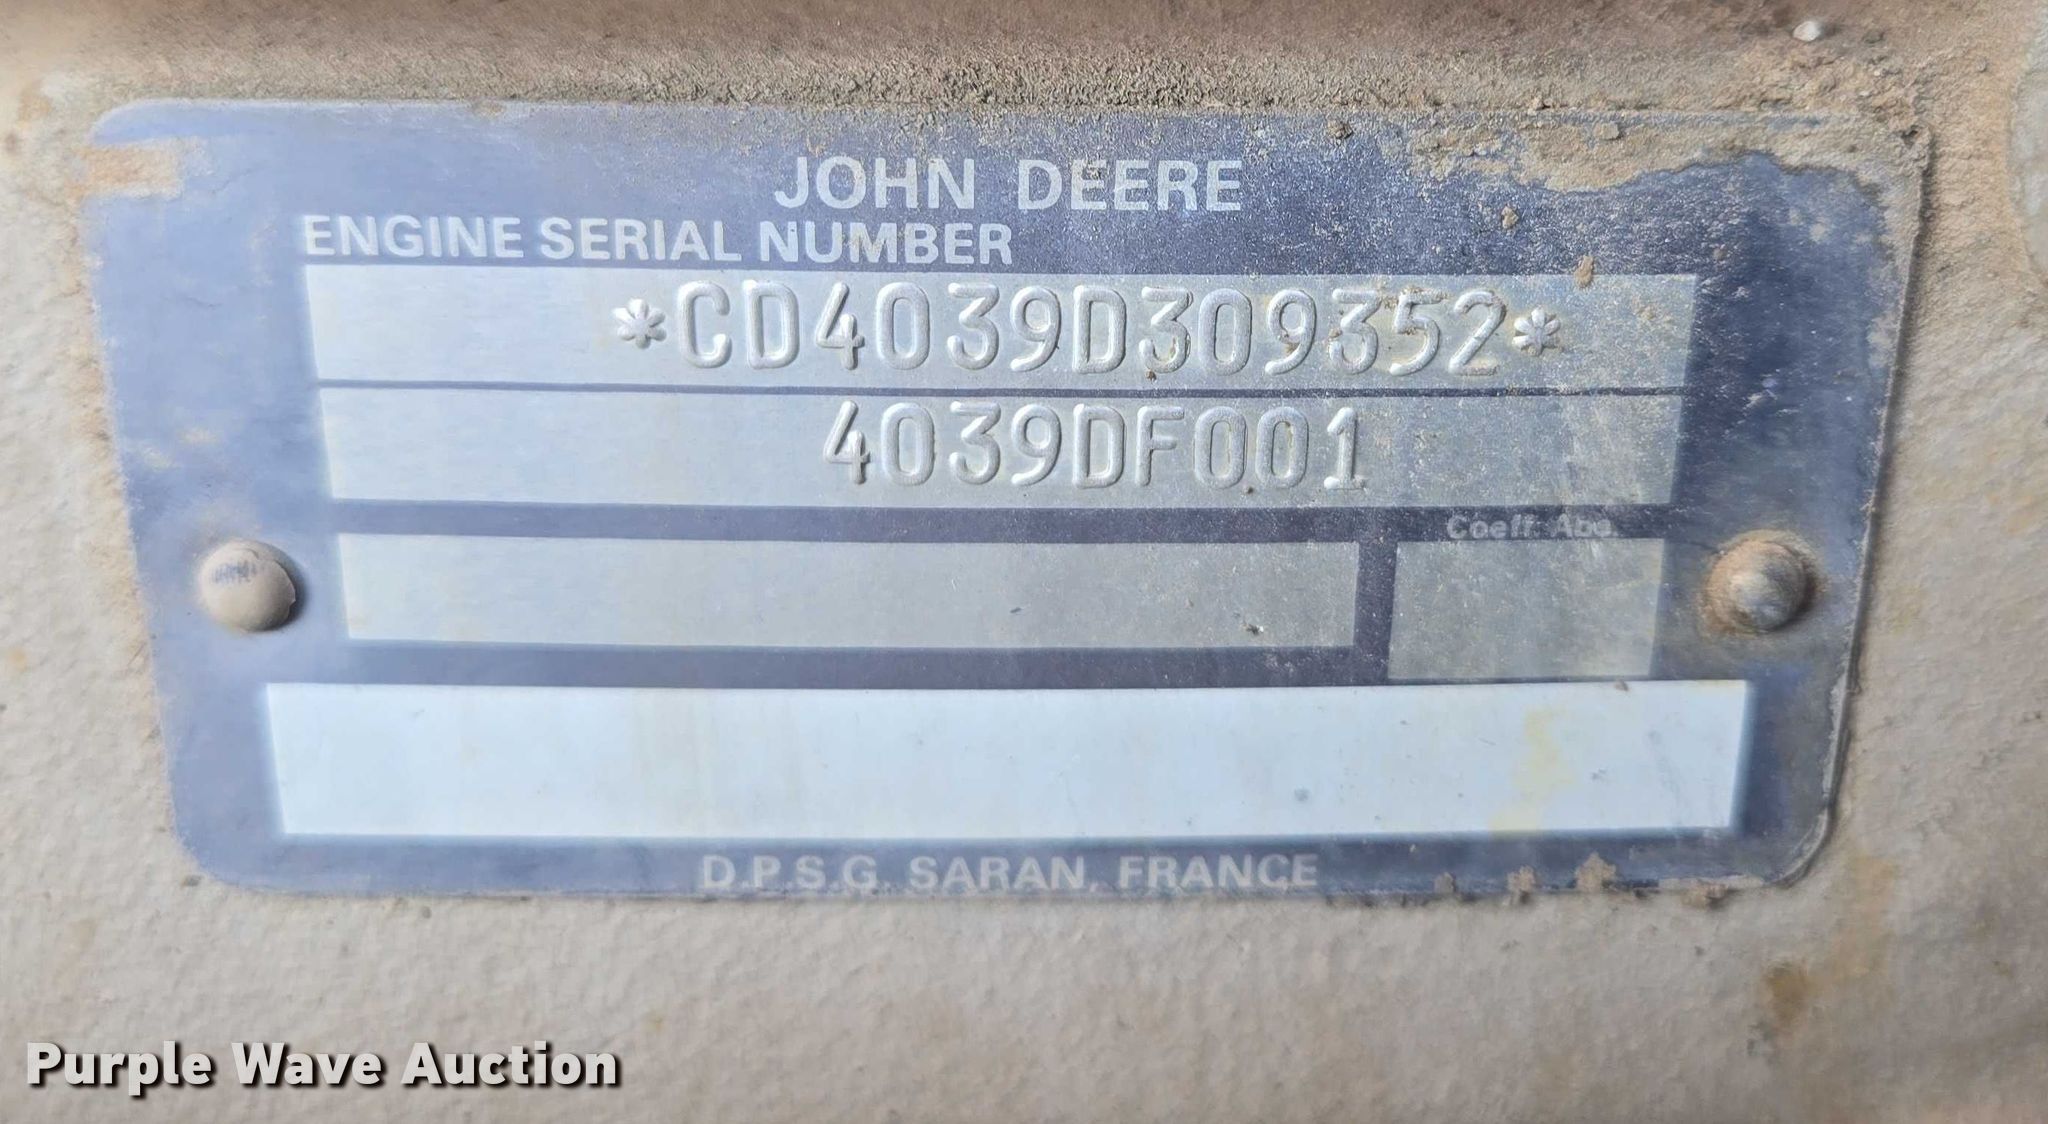 JOHN DEERE
ENGINE SERIAL NUMBER
*CD4039D309352*
4039DF001
Coeff. Abs.
D.P.S.G. SARAN, FRANCE
Purple Wave Auction